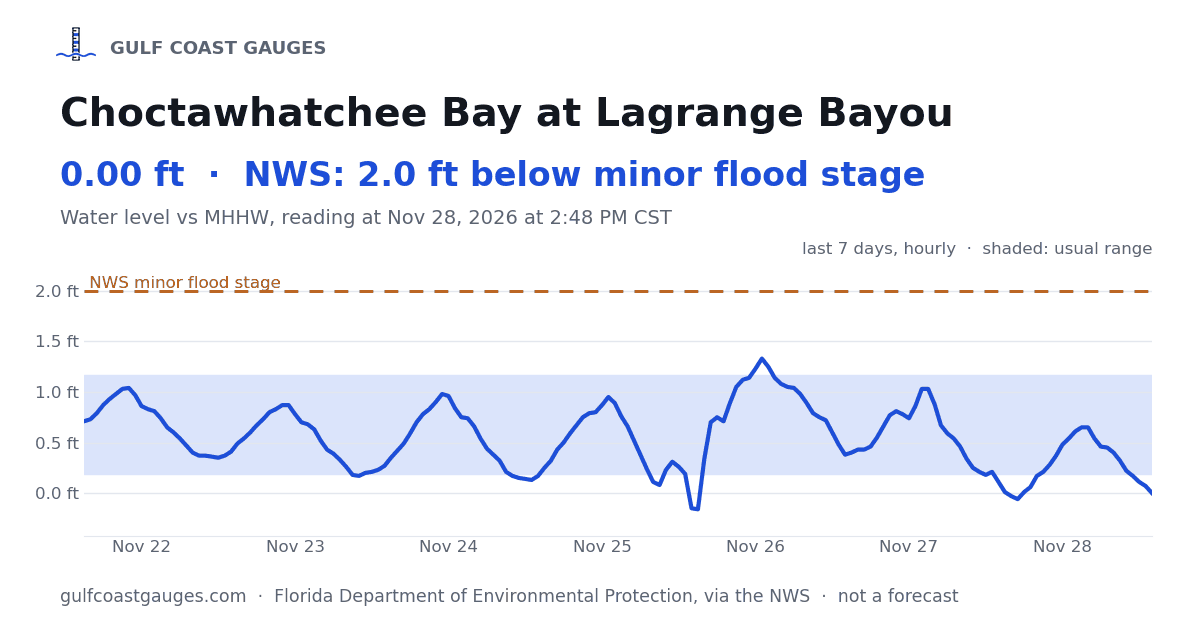 GULF COAST GAUGES
Choctawhatchee Bay at Lagrange Bayou
0.00 ft · NWS: 2.0 ft below minor flood stage
Water level vs MHHW, reading at Nov 28, 2026 at 2:48 PM CST
last 7 days, hourly · shaded: usual range
NWS minor flood stage
2.0 ft
1.5 ft
1.0 ft
0.5 ft
0.0 ft
Nov 22 Nov 23 Nov 24 Nov 25 Nov 26 Nov 27 Nov 28
gulfcoastgauges.com · Florida Department of Environmental Protection, via the NWS · not a forecast